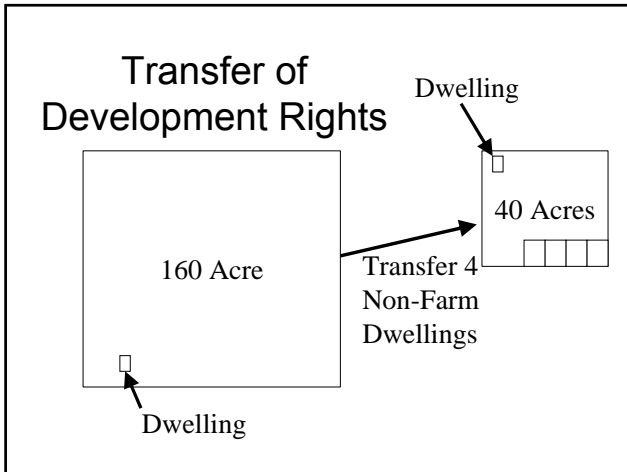 Transfer of
Development Rights
Dwelling
160 Acre
40 Acres
Transfer 4
Non-Farm
Dwellings
Dwelling